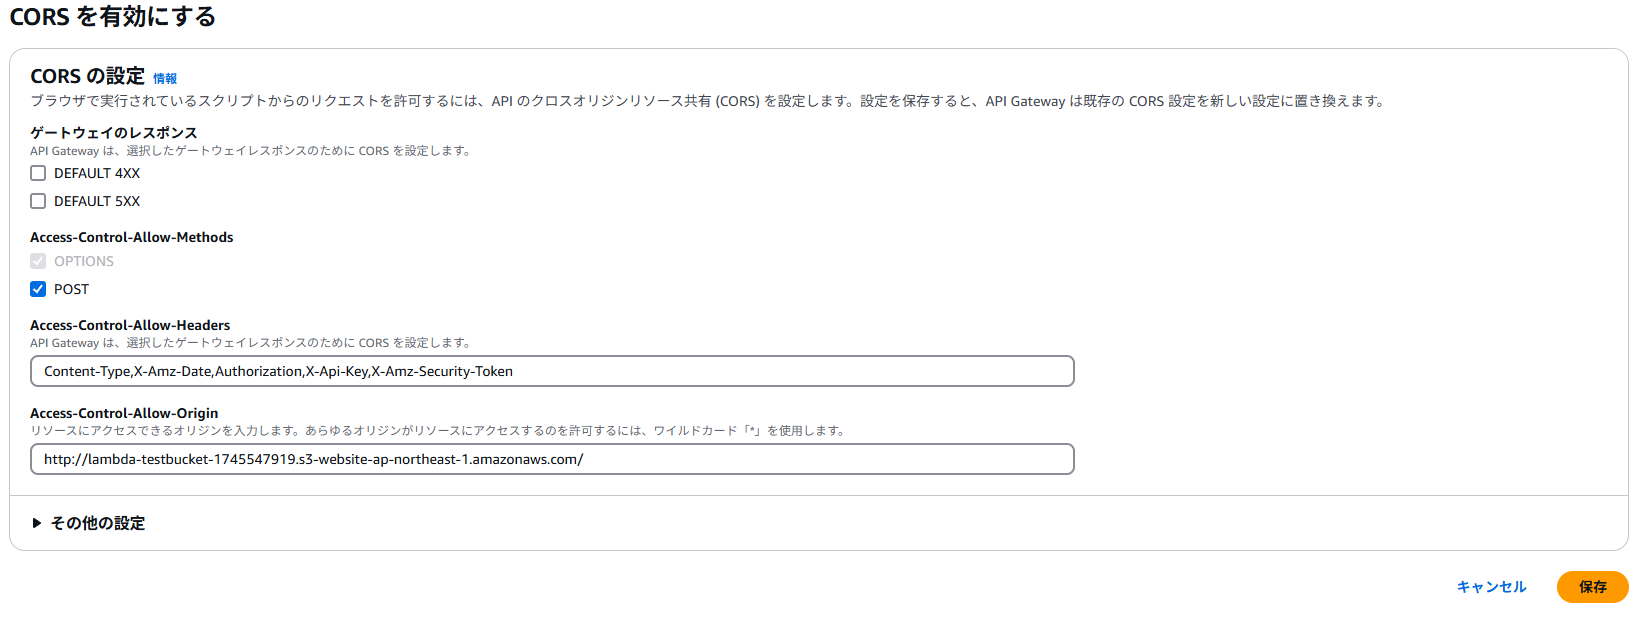 CORS を有効にする
CORS の設定 情報
ブラウザで実行されているスクリプトからのリクエストを許可するには、API のクロスオリジンリソース共有 (CORS) を設定します。設定を保存すると、API Gateway は既存の CORS 設定を新しい設定に置き換えます。
ゲートウェイのレスポンス
API Gateway は、選択したゲートウェイレスポンスのために CORS を設定します。
DEFAULT 4XX
DEFAULT 5XX
Access-Control-Allow-Methods
OPTIONS
POST
Access-Control-Allow-Headers
API Gateway は、選択したゲートウェイレスポンスのために CORS を設定します。
Content-Type,X-Amz-Date,Authorization,X-Api-Key,X-Amz-Security-Token
Access-Control-Allow-Origin
リソースにアクセスできるオリジンを入力します。あらゆるオリジンがリソースにアクセスするのを許可するには、ワイルドカード「*」を使用します。
http://lambda-testbucket-1745547919.s3-website-ap-northeast-1.amazonaws.com/
その他の設定
キャンセル 保存